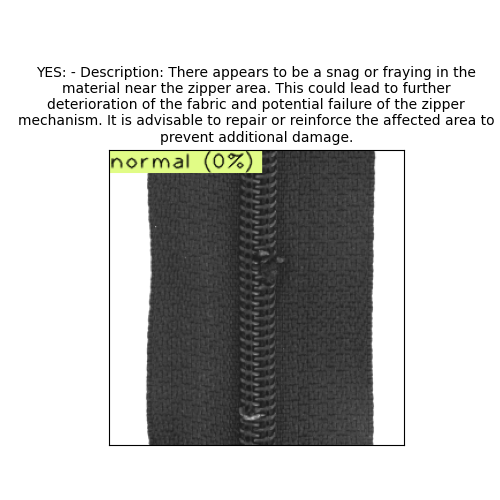 YES: - Description: There appears to be a snag or fraying in the
material near the zipper area. This could lead to further
deterioration of the fabric and potential failure of the zipper
mechanism. It is advisable to repair or reinforce the affected area to
prevent additional damage.
normal (0%)